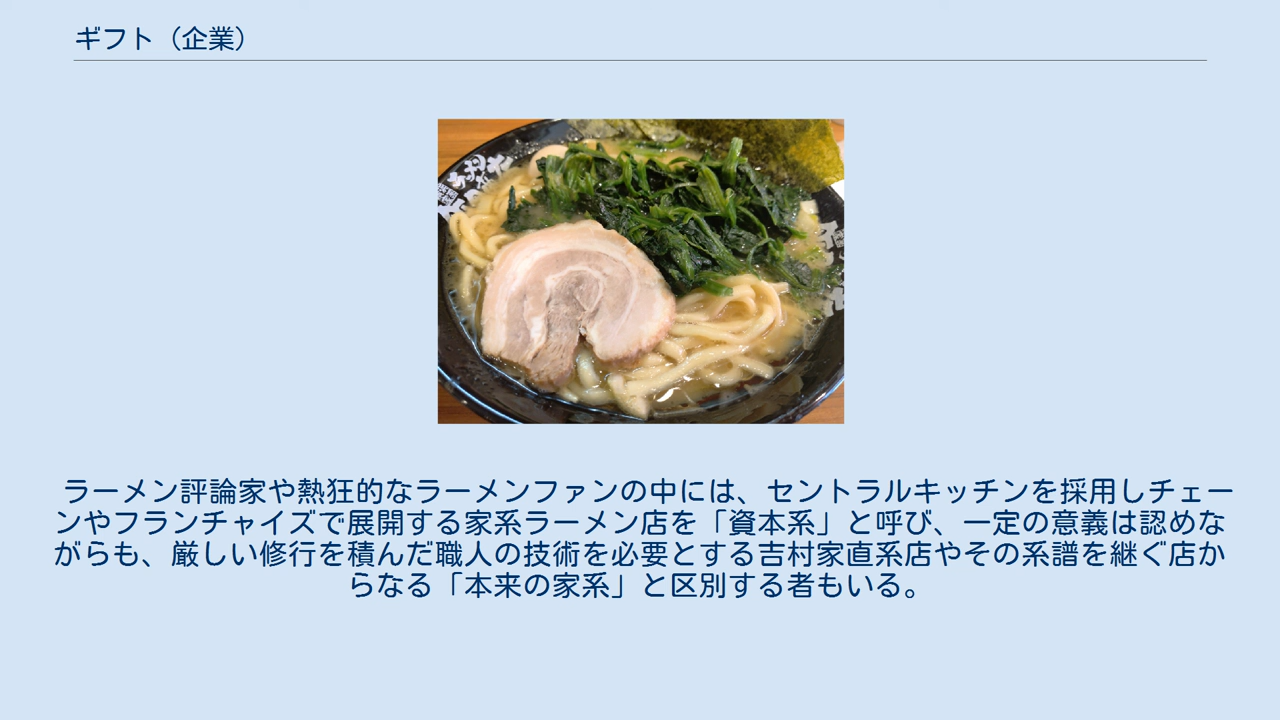 ギフト（企業）
ラーメン評論家や熱狂的なラーメンファンの中には、セントラルキッチンを採用しチェー
ンやフランチャイズで展開する家系ラーメン店を「資本系」と呼び、一定の意義は認めな
がらも、厳しい修行を積んだ職人の技術を必要とする吉村家直系店やその系譜を継ぐ店か
らなる「本来の家系」と区別する者もいる。